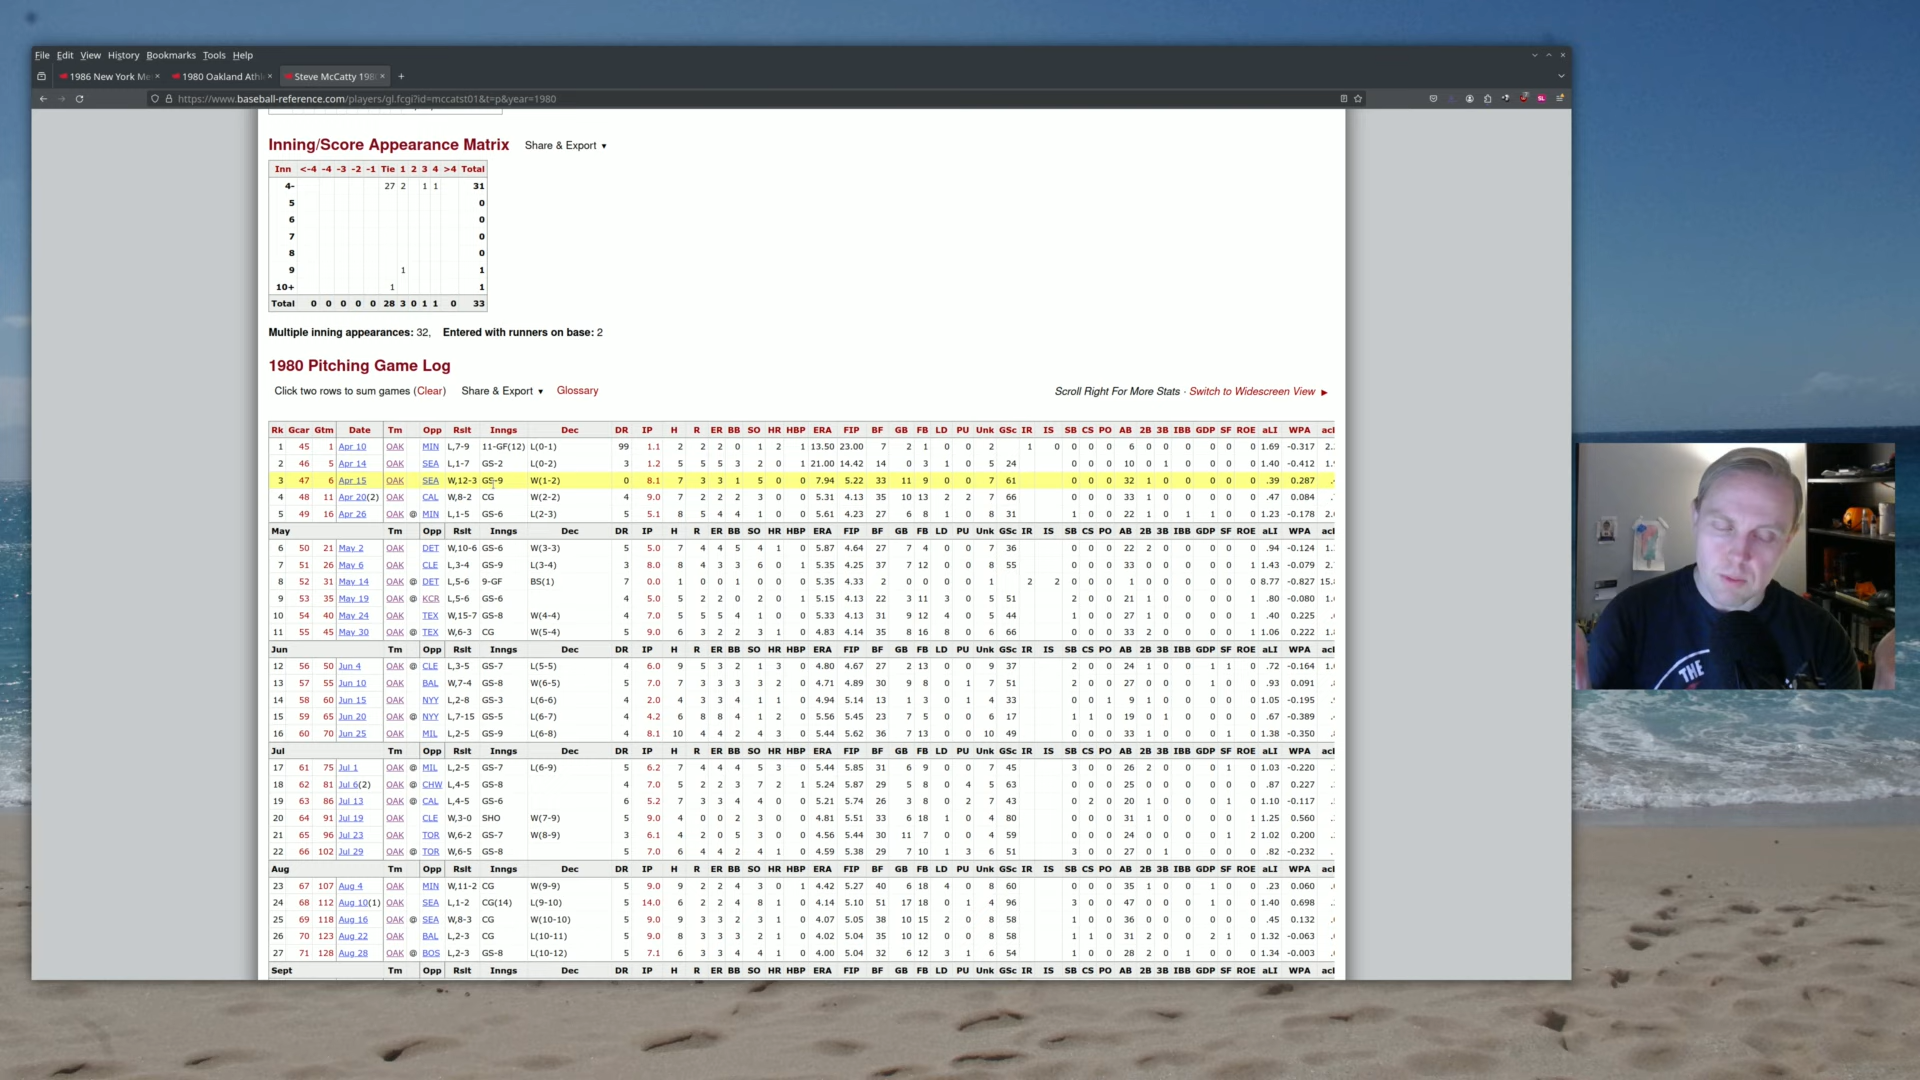 File Edit View History Bookmarks Tools Help
1986 New York Me
1980 Oakland Athl
Steve McCatty 198
https://www.baseball-reference.com/players/gl.fcgi?id=mccatst01&t=p&year=1980
Inning/Score Appearance Matrix Share & Export ▼
Inn <-4 -4 -3 -2 -1 Tie 1 2 3 4 >4 Total
4- 27 2 1 1 31
5 0
6 0
7 0
8 0
9 1 1
10+ 1 1
Total 0 0 0 0 0 28 3 0 1 1 0 33
Multiple inning appearances: 32, Entered with runners on base: 2
1980 Pitching Game Log
Click two rows to sum games (Clear) Share & Export ▼ Glossary
Scroll Right For More Stats · Switch to Widescreen View ►
Rk Gcar Gtm Date Tm Opp Rslt Inngs Dec DR IP H R ER BB SO HR HBP ERA FIP BF GB FB LD PU Unk GSc IR IS SB CS PO AB 2B 3B IBB GDP SF ROE aLI WPA acl
1 45 1 Apr 10 OAK MIN L,7-9 11-GF(12) L(0-1) 99 1.1 2 2 2 0 1 2 1 13.50 23.00 7 2 1 0 0 2 1 0 0 0 0 6 0 0 0 0 0 0 1.69 -0.317 2.
2 46 5 Apr 14 OAK SEA L,1-7 GS-2 L(0-2) 3 1.2 5 5 5 3 2 0 1 21.00 14.42 14 0 3 1 0 5 24 0 0 0 10 0 1 0 0 0 0 1.40 -0.412 1.
3 47 6 Apr 15 OAK SEA W,12-3 GS-9 W(1-2) 0 8.1 7 3 3 1 5 0 0 7.94 5.22 33 11 9 0 0 7 61 0 0 0 32 1 0 0 0 0 0 .39 0.287
4 48 11 Apr 20(2) OAK CAL W,8-2 CG W(2-2) 4 9.0 7 2 2 2 3 0 0 5.31 4.13 35 10 13 2 2 7 66 0 0 0 33 1 0 0 0 0 0 .47 0.084
5 49 16 Apr 26 OAK @ MIN L,1-5 GS-6 L(2-3) 5 5.1 8 5 4 4 1 0 0 5.61 4.23 27 6 8 1 0 8 31 0 1 0 22 1 0 1 0 0 0 1.23 -0.178 2.
May Tm Opp Rslt Inngs Dec DR IP H R ER BB SO HR HBP ERA FIP BF GB FB LD PU Unk GSc IR IS SB CS PO AB 2B 3B IBB GDP SF ROE aLI WPA acl
6 50 21 May 2 OAK DET W,10-6 GS-6 W(3-3) 5 5.0 7 4 4 5 4 1 0 5.87 4.64 27 7 4 0 0 7 36 0 0 0 22 2 0 0 0 0 0 .94 -0.124 1.
7 51 26 May 6 OAK CLE L,3-4 GS-9 L(3-4) 3 8.0 8 4 3 3 6 0 1 5.35 4.25 37 7 12 0 0 8 55 0 0 0 33 0 0 0 0 0 0 1.43 -0.079 2.
8 52 31 May 14 OAK @ DET L,5-6 9-GF BS(1) 7 0.0 1 0 0 1 0 0 0 5.35 4.33 2 0 0 0 0 1 2 2 0 0 0 1 0 0 0 0 0 0 8.77 -0.827 15.
9 53 35 May 19 OAK @ KCR L,5-6 GS-6 4 5.0 5 2 2 0 2 0 1 5.15 4.13 22 3 11 3 0 5 51 2 0 0 21 1 0 0 0 0 1 .80 -0.080 1.
10 54 40 May 24 OAK TEX W,15-7 GS-8 W(4-4) 4 7.0 5 5 5 4 1 0 0 5.33 4.13 31 9 12 4 0 5 44 1 0 0 27 1 0 0 0 0 0 .40 0.225
11 55 45 May 30 OAK @ TEX W,6-3 CG W(5-4) 5 9.0 6 3 2 2 3 1 0 4.83 4.14 35 8 16 8 0 6 66 0 0 0 33 2 0 0 0 0 1 1.06 0.222 1.
Jun Tm Opp Rslt Inngs Dec DR IP H R ER BB SO HR HBP ERA FIP BF GB FB LD PU Unk GSc IR IS SB CS PO AB 2B 3B IBB GDP SF ROE aLI WPA acl
12 56 50 Jun 4 OAK @ CLE L,3-5 GS-7 L(5-5) 4 6.0 9 5 3 2 1 3 0 4.80 4.67 27 2 13 0 0 9 37 2 0 0 24 1 0 0 1 1 0 .72 -0.164 1.
13 57 55 Jun 10 OAK BAL W,7-4 GS-8 W(6-5) 5 7.0 7 3 3 3 3 2 0 4.71 4.89 30 9 8 0 1 7 51 2 0 0 27 0 0 0 1 0 0 .93 0.091
14 58 60 Jun 15 OAK NYY L,2-8 GS-3 L(6-6) 4 2.0 4 3 3 4 1 1 0 4.94 5.14 13 1 3 0 1 4 33 0 0 1 9 1 0 0 0 0 0 1.05 -0.195
15 59 65 Jun 20 OAK @ NYY L,7-15 GS-5 L(6-7) 4 4.2 6 8 8 4 1 2 0 5.56 5.45 23 7 5 0 0 6 17 1 1 0 19 0 1 0 0 0 0 .67 -0.389
16 60 70 Jun 25 OAK MIL L,2-5 GS-9 L(6-8) 4 8.1 10 4 4 2 4 3 0 5.44 5.62 36 7 13 0 0 10 49 0 0 0 33 1 0 0 0 1 0 1.38 -0.350
Jul Tm Opp Rslt Inngs Dec DR IP H R ER BB SO HR HBP ERA FIP BF GB FB LD PU Unk GSc IR IS SB CS PO AB 2B 3B IBB GDP SF ROE aLI WPA acl
17 61 75 Jul 1 OAK @ MIL L,2-5 GS-7 L(6-9) 5 6.2 7 4 4 4 5 3 0 5.44 5.85 31 6 9 0 0 7 45 3 0 0 26 2 0 0 0 1 0 1.03 -0.220
18 62 81 Jul 6(2) OAK @ CHW L,4-5 GS-8 4 7.0 5 2 2 3 7 2 1 5.24 5.87 29 5 8 0 4 5 63 0 0 0 25 0 0 0 0 0 0 .87 0.227
19 63 86 Jul 13 OAK @ CAL L,4-5 GS-6 6 5.2 7 3 3 4 4 0 0 5.21 5.74 26 3 8 0 2 7 43 0 2 0 20 1 0 0 0 1 0 1.10 -0.117
20 64 91 Jul 19 OAK CLE W,3-0 SHO W(7-9) 5 9.0 4 0 0 2 3 0 0 4.81 5.51 33 6 18 1 0 4 80 0 0 0 31 1 0 0 0 0 0 1.25 0.560
21 65 96 Jul 23 OAK TOR W,6-2 GS-7 W(8-9) 3 6.1 4 2 0 5 3 0 0 4.56 5.44 30 11 7 0 0 4 59 0 0 0 24 0 0 0 0 1 2 1.02 0.200
22 66 102 Jul 29 OAK @ TOR W,6-5 GS-8 5 7.0 6 4 4 2 4 1 0 4.59 5.38 29 7 10 1 3 6 51 3 0 0 27 0 1 0 0 0 0 .82 -0.232
Aug Tm Opp Rslt Inngs Dec DR IP H R ER BB SO HR HBP ERA FIP BF GB FB LD PU Unk GSc IR IS SB CS PO AB 2B 3B IBB GDP SF ROE aLI WPA acl
23 67 107 Aug 4 OAK MIN W,11-2 CG W(9-9) 5 9.0 9 2 2 4 3 0 1 4.42 5.27 40 6 18 4 0 8 60 0 0 0 35 1 0 0 1 0 0 .23 0.060
24 68 112 Aug 10(1) OAK SEA L,1-2 CG(14) L(9-10) 5 14.0 6 2 2 4 8 1 0 4.14 5.10 51 17 18 0 1 4 96 3 0 0 47 0 0 0 0 0 0 1.40 0.698
25 69 118 Aug 16 OAK @ SEA W,8-3 CG W(10-10) 5 9.0 9 3 3 2 3 1 0 4.07 5.05 38 10 15 2 0 8 58 1 0 0 36 0 0 0 0 0 0 .45 0.132
26 70 123 Aug 22 OAK BAL L,2-3 CG L(10-11) 5 9.0 8 3 3 3 2 1 0 4.02 5.04 35 10 12 0 0 8 58 1 1 0 31 2 0 0 2 1 0 1.32 -0.063
27 71 128 Aug 28 OAK @ BOS L,2-3 GS-8 L(10-12) 5 7.1 6 3 3 4 4 1 0 4.00 5.04 32 6 12 3 1 6 54 1 0 0 28 2 0 1 0 0 0 1.34 -0.003
Sept Tm Opp Rslt Inngs Dec DR IP H R ER BB SO HR HBP ERA FIP BF GB FB LD PU Unk GSc IR IS SB CS PO AB 2B 3B IBB GDP SF ROE aLI WPA acl
THE